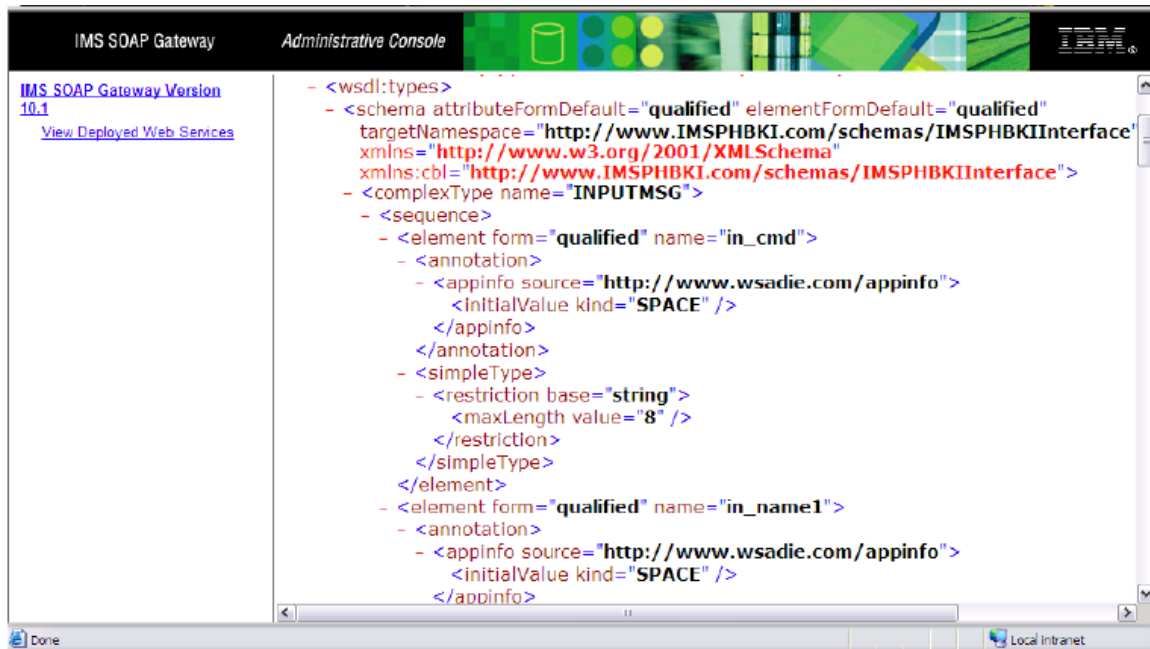 IMS SOAP Gateway
Administrative Console
IBM®
IMS SOAP Gateway Version
10.1
View Deployed Web Services
- <wsdl:types>
- <schema attributeFormDefault="qualified" elementFormDefault="qualified"
targetNamespace="http://www.IMSPHBKI.com/schemas/IMSPHBKIInterface"
xmlns="http://www.w3.org/2001/XMLSchema"
xmlns:cbl="http://www.IMSPHBKI.com/schemas/IMSPHBKIInterface">
- <complexType name="INPUTMSG">
- <sequence>
- <element form="qualified" name="in_cmd">
- <annotation>
- <appinfo source="http://www.wsadie.com/appinfo">
<initialValue kind="SPACE" />
</appinfo>
</annotation>
- <simpleType>
- <restriction base="string">
<maxLength value="8" />
</restriction>
</simpleType>
</element>
- <element form="qualified" name="in_name1">
- <annotation>
- <appinfo source="http://www.wsadie.com/appinfo">
<initialValue kind="SPACE" />
</appinfo>
Done
Local intranet